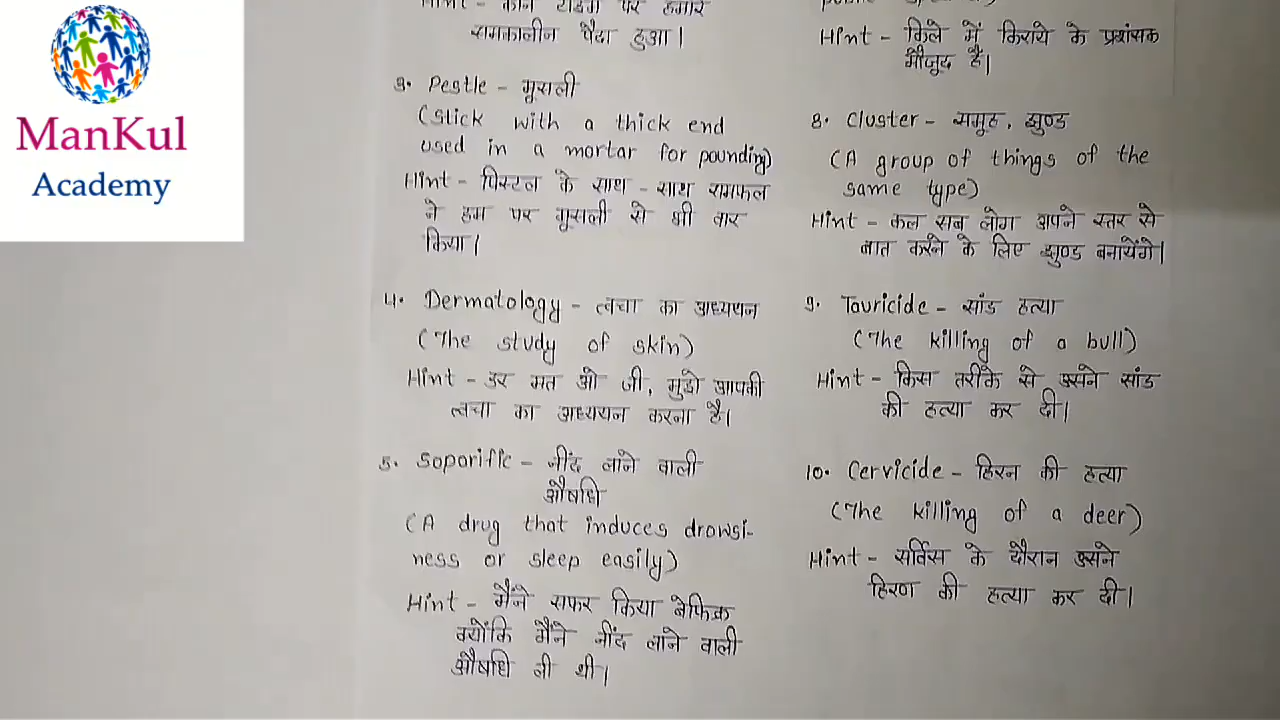 ManKul
Academy
पर हमारे
समकालीन पैदा हुआ।
3. Pestle - मूसली
(Stick with a thick end
used in a mortar for pounding)
Hint - पिस्टल के साथ - साथ रामफल
ने हम पर मूसली से भी वार
किया।
4. Dermatology - त्वचा का अध्ययन
(The study of skin)
Hint - डर मत ओ जी, मुझे आपकी
त्वचा का अध्ययन करना है।
5. Soporific - नींद लाने वाली
औषधि
(A drug that induces drowsi-
ness or sleep easily)
Hint - मैंने सफर किया बेफिक्र
क्योंकि मैंने नींद लाने वाली
औषधि ली थी।
Hint - किले में किराये के प्रशंसक
मौजूद हैं।
8. Cluster - समूह, झुण्ड
(A group of things of the
same type)
Hint - कल सब लोग अपने स्तर से
बात करने के लिए झुण्ड बनायेंगे।
9. Tauricide - सांड हत्या
(The killing of a bull)
Hint - किस तरीके से उसने सांड
की हत्या कर दी।
10. Cervicide - हिरन की हत्या
(The killing of a deer)
Hint - सर्विस के दौरान उसने
हिरण की हत्या कर दी।